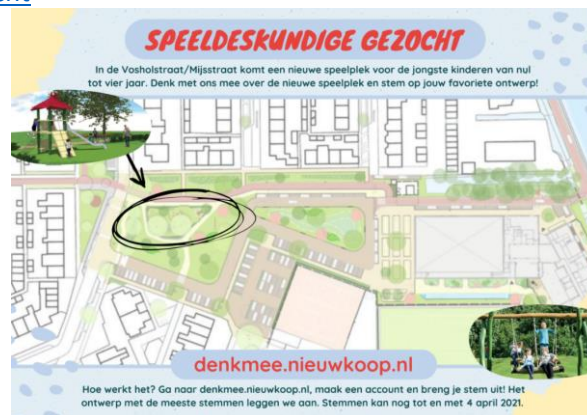 SPEELDESKUNDIGE GEZOCHT
In de Vosholstraat/Mijsstraat komt een nieuwe speelplek voor de jongste kinderen van nul
tot vier jaar. Denk met ons mee over de nieuwe speelplek en stem op jouw favoriete ontwerp!
denkmee.nieuwkoop.nl
Hoe werkt het? Ga naar denkmee.nieuwkoop.nl, maak een account en breng je stem uit! Het
ontwerp met de meeste stemmen leggen we aan. Stemmen kan nog tot en met 4 april 2021.